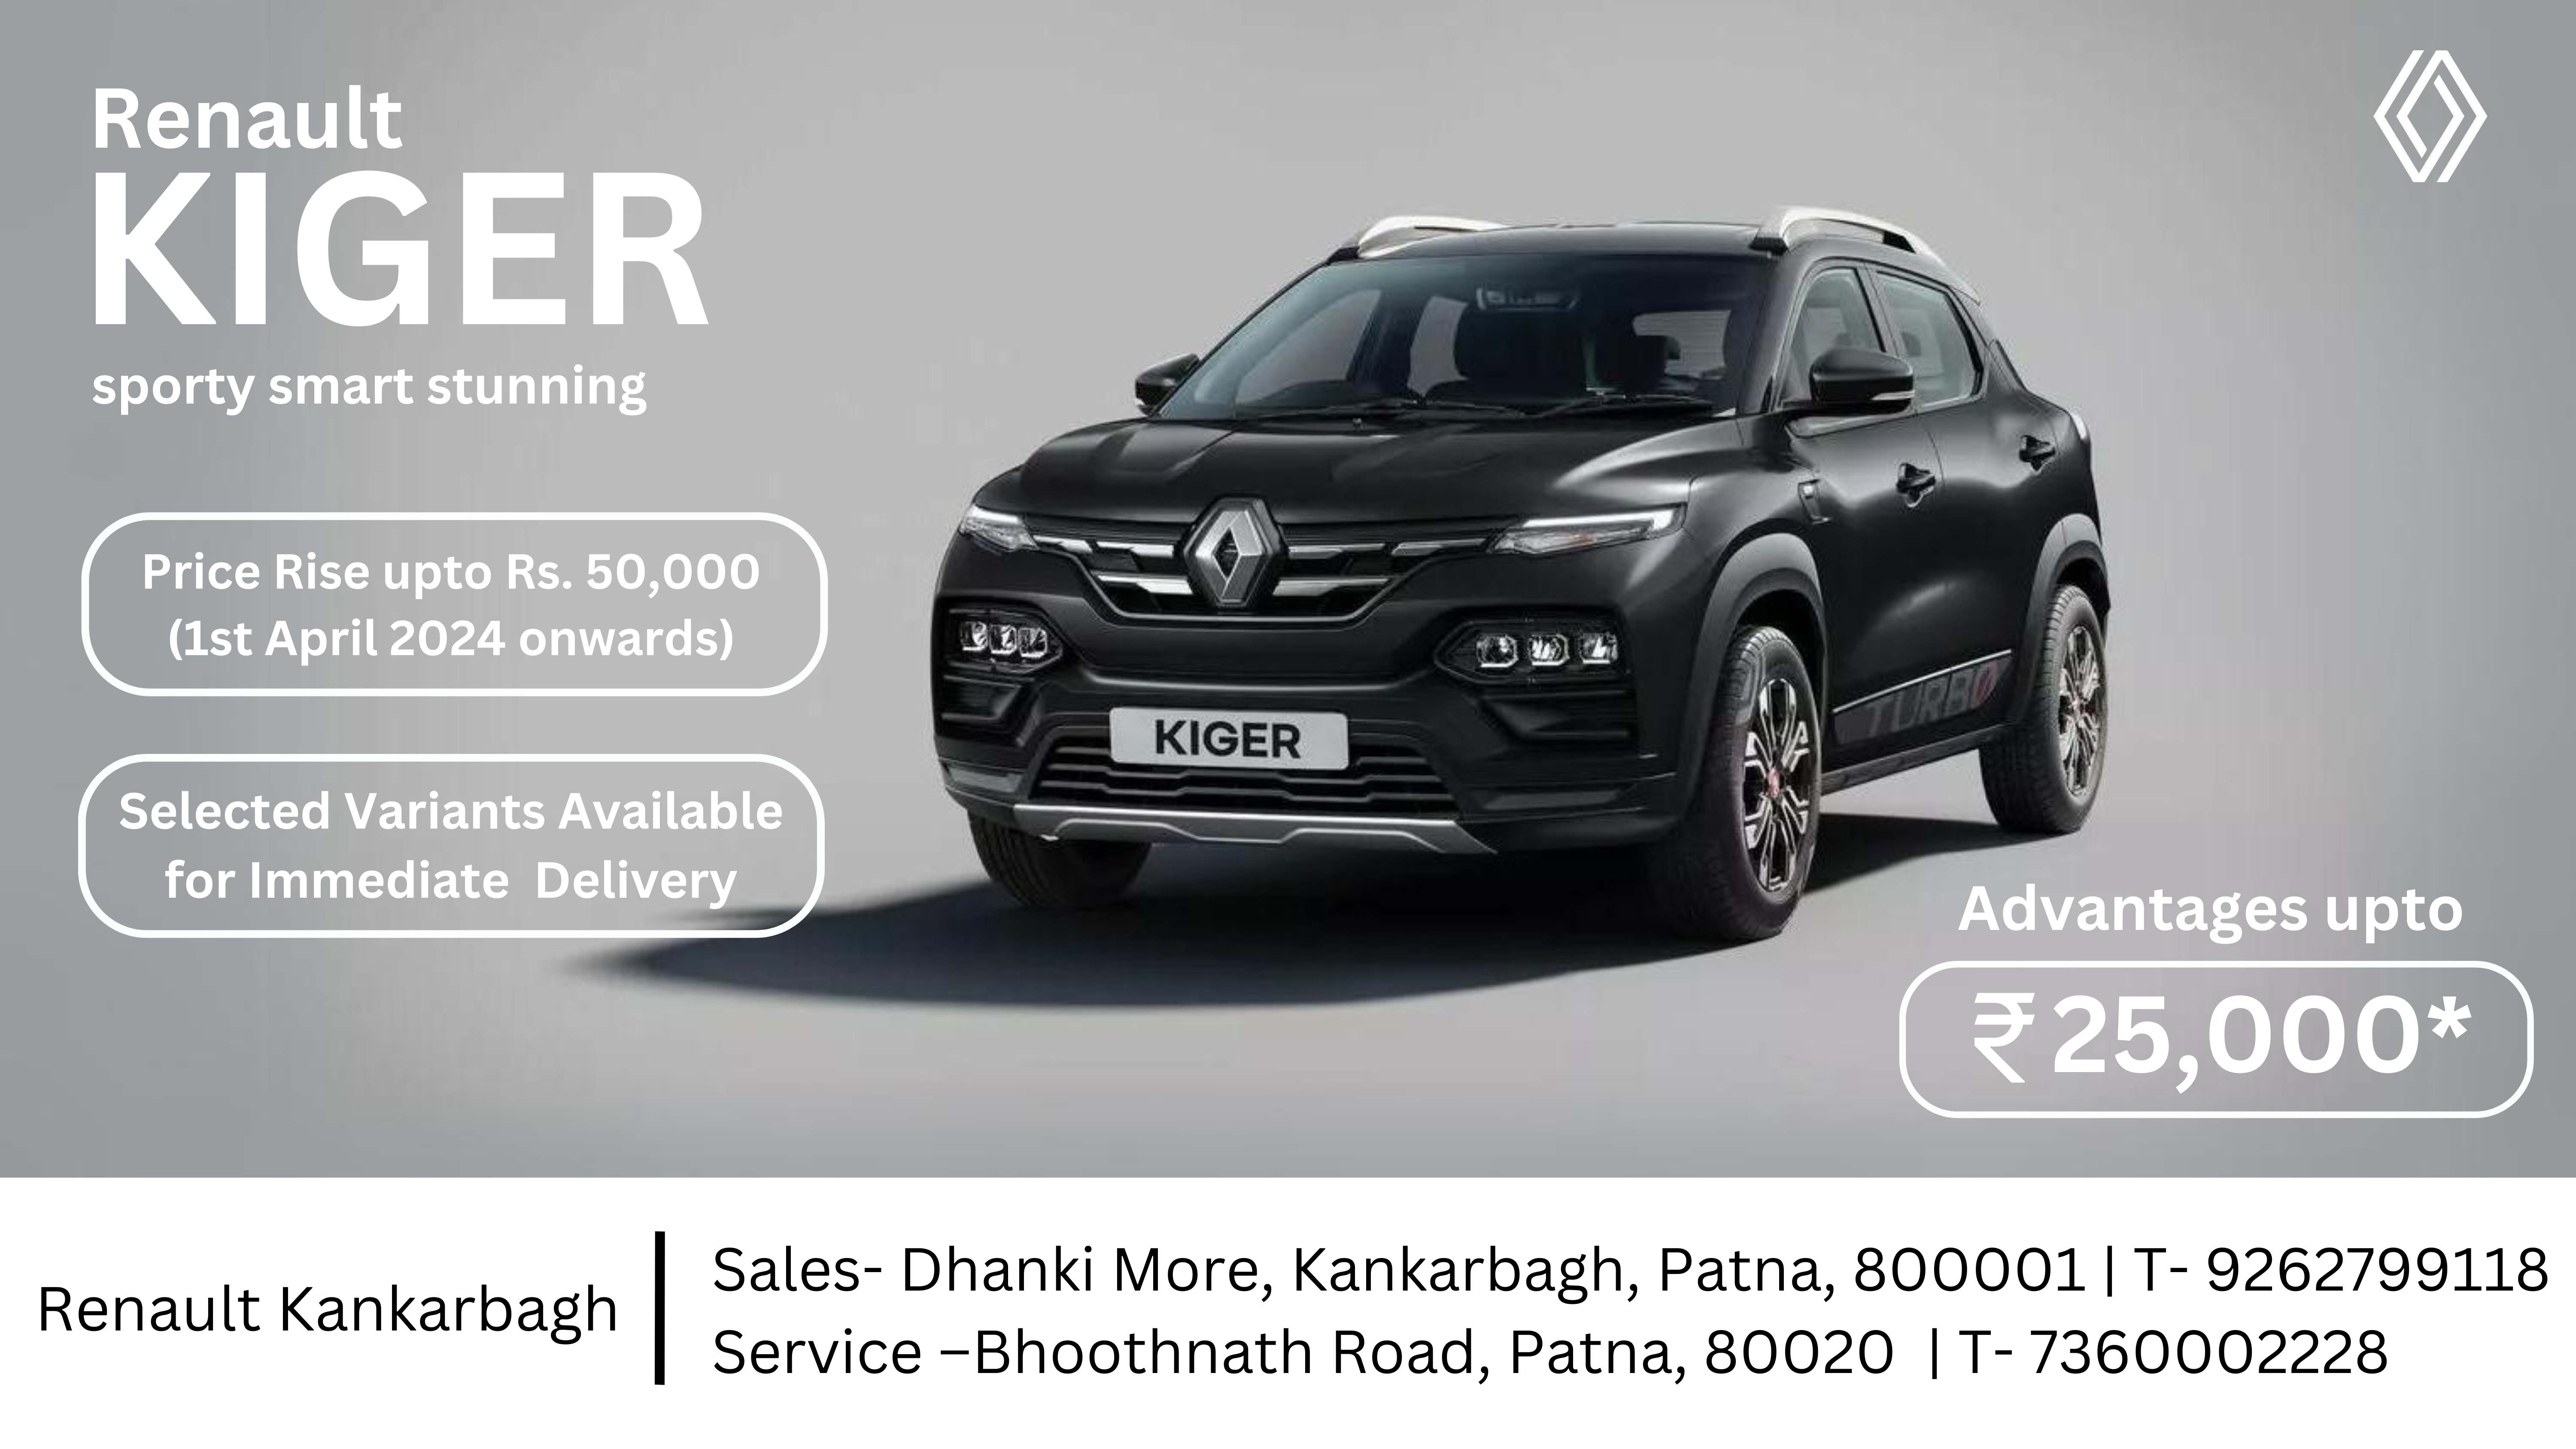 Renault
KIGER
sporty smart stunning
Price Rise upto Rs. 50,000
(1st April 2024 onwards)
Selected Variants Available
for Immediate  Delivery
KIGER
TURBO
Advantages upto
₹25,000*
Renault Kankarbagh
Sales- Dhanki More, Kankarbagh, Patna, 800001 | T- 9262799118
Service –Bhoothnath Road, Patna, 80020  | T- 7360002228